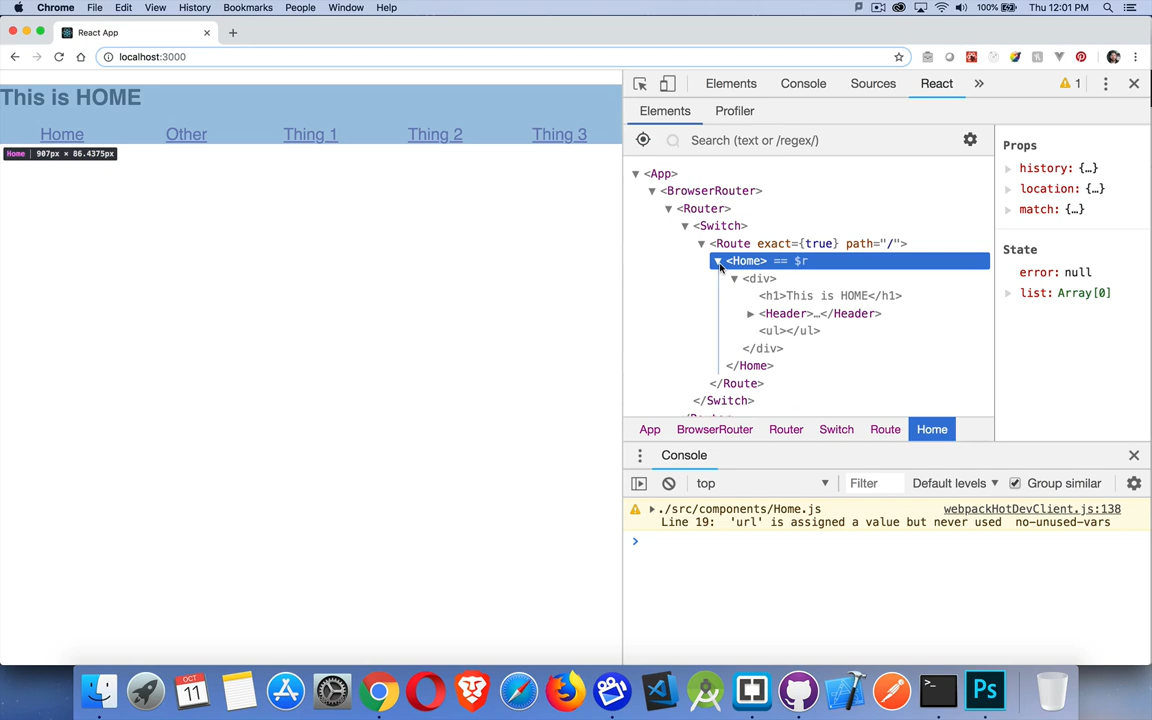 Chrome File Edit View History Bookmarks People Window Help 100% Thu 12:01 PM
React App
localhost:3000
This is HOME
Home Other Thing 1 Thing 2 Thing 3
Home | 907px × 86.4375px
Elements Console Sources React » 1
Elements Profiler
Search (text or /regex/)
<App>
<BrowserRouter>
<Router>
<Switch>
<Route exact={true} path="/">
<Home> == $r
<div>
<h1>This is HOME</h1>
<Header>…</Header>
<ul></ul>
</div>
</Home>
</Route>
</Switch>
App BrowserRouter Router Switch Route Home
Props
history: {…}
location: {…}
match: {…}
State
error: null
list: Array[0]
Console
top Filter Default levels Group similar
./src/components/Home.js webpackHotDevClient.js:138
Line 19: 'url' is assigned a value but never used no-unused-vars
OCT
11
Ps